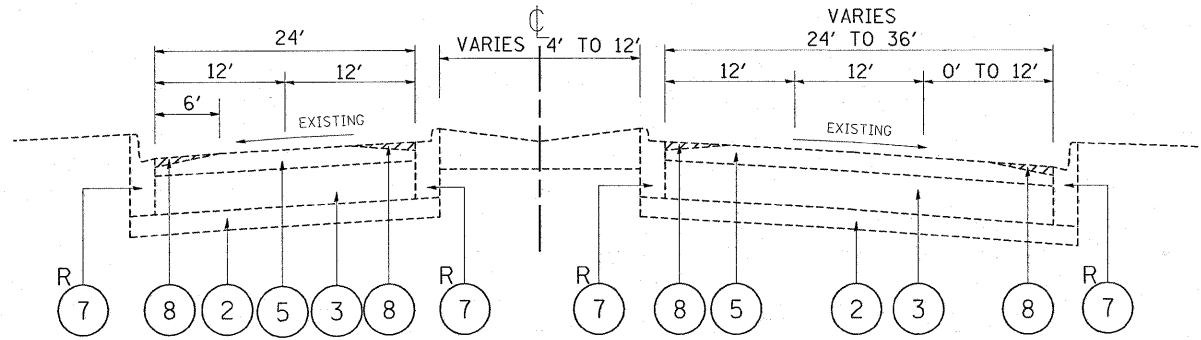 VARIES
24' VARIES 4' TO 12' 24' TO 36'
℄
12' 12' 12' 12' 0' TO 12'
6'
EXISTING EXISTING
R R R R
7 8 2 5 3 8 7 7 8 5 2 3 8 7